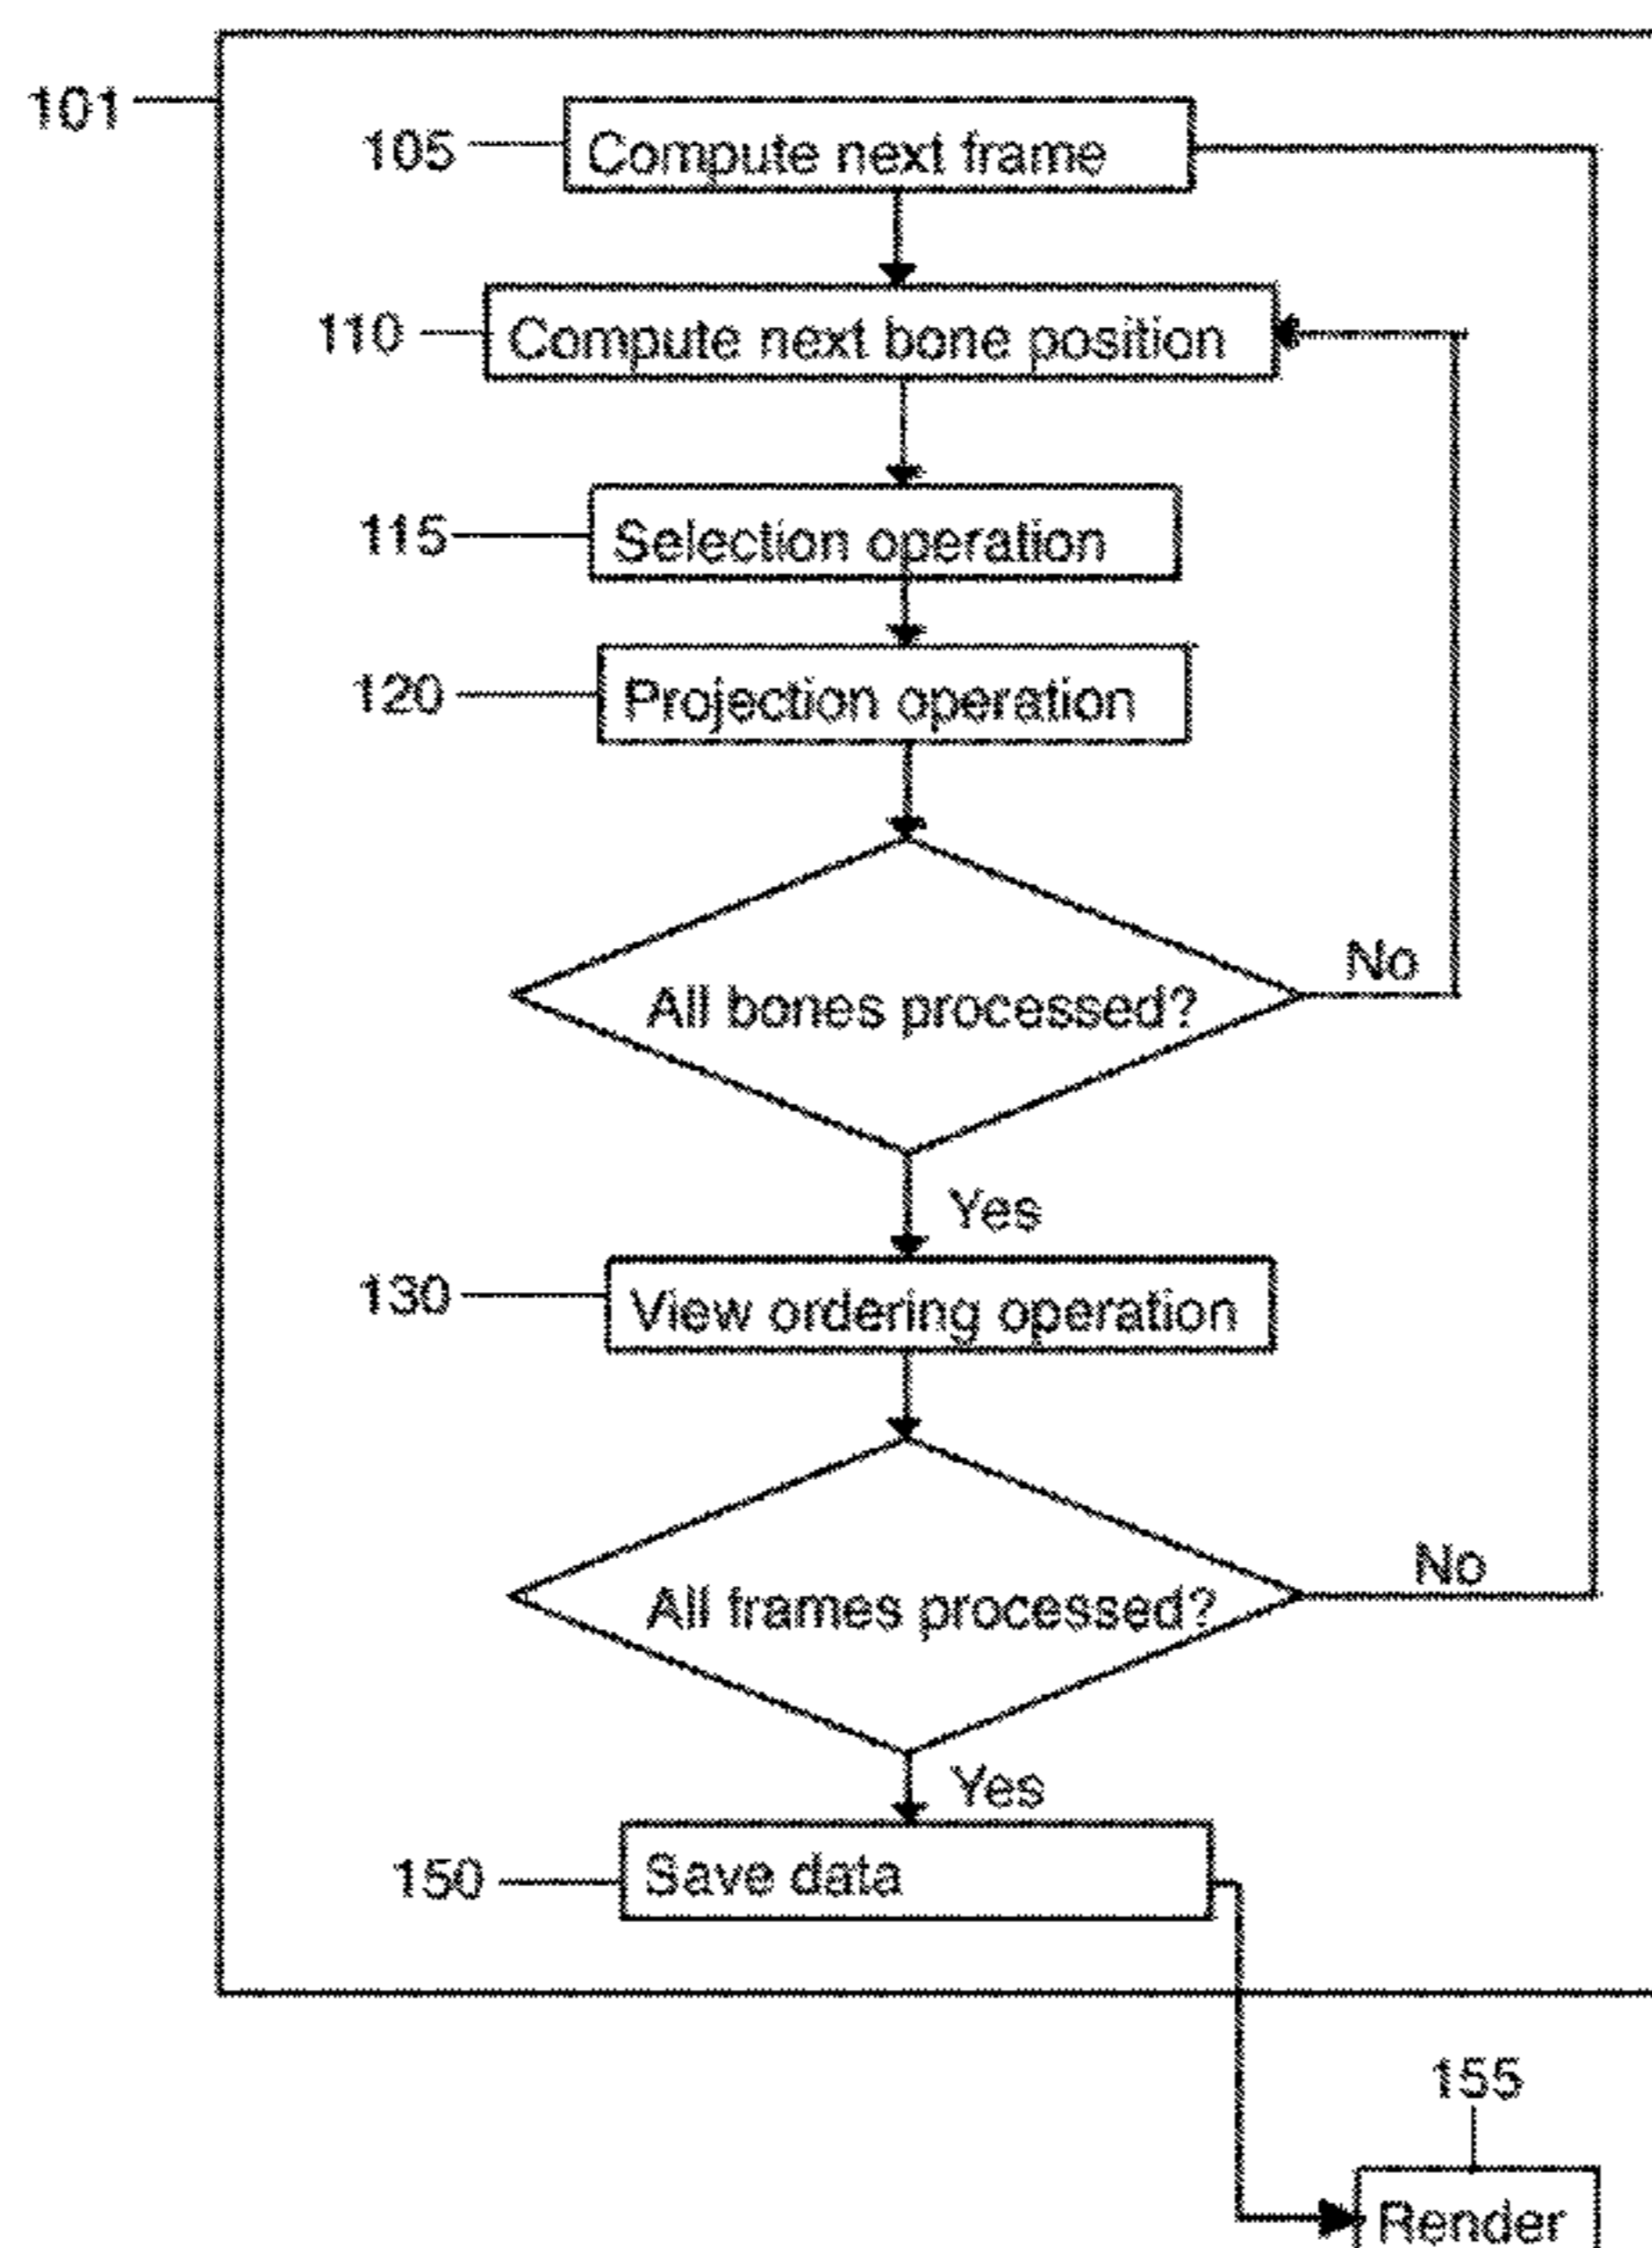 101
105
Compute next frame
110
Compute next bone position
115
Selection operation
120
Projection operation
All bones processed?
No
Yes
130
View ordering operation
All frames processed?
No
Yes
150
Save data
155
Render